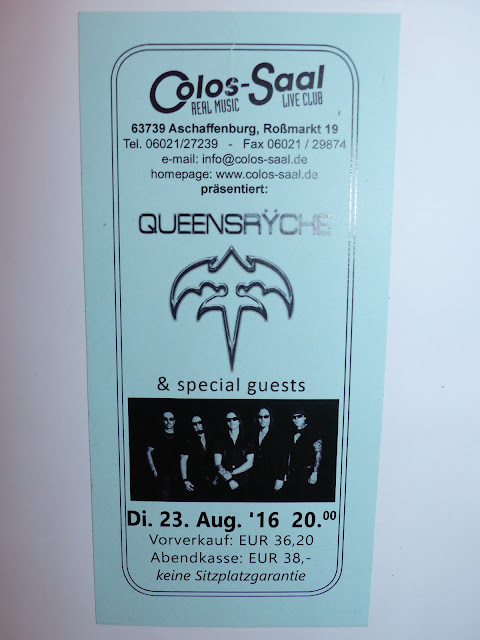 Colos-Saal
REAL MUSIC LIVE CLUB
63739 Aschaffenburg, Roßmarkt 19
Tel. 06021/27239 - Fax 06021 / 29874
e-mail: info@colos-saal.de
homepage: www.colos-saal.de
präsentiert:
QUEENSRŸCHE
& special guests
Di. 23. Aug. '16 20.00
Vorverkauf: EUR 36,20
Abendkasse: EUR 38,-
keine Sitzplatzgarantie